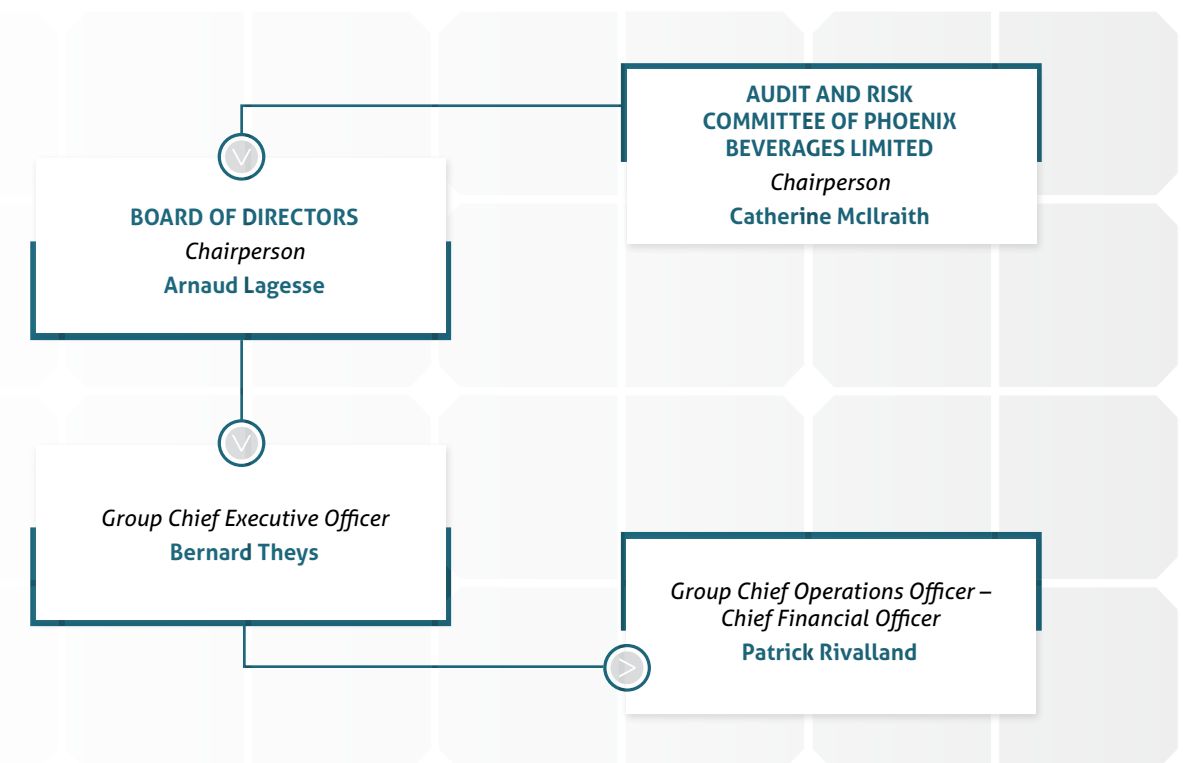 AUDIT AND RISK
COMMITTEE OF PHOENIX
BEVERAGES LIMITED
Chairperson
Catherine McIlraith
BOARD OF DIRECTORS
Chairperson
Arnaud Lagesse
Group Chief Executive Officer
Bernard Theys
Group Chief Operations Officer –
Chief Financial Officer
Patrick Rivalland